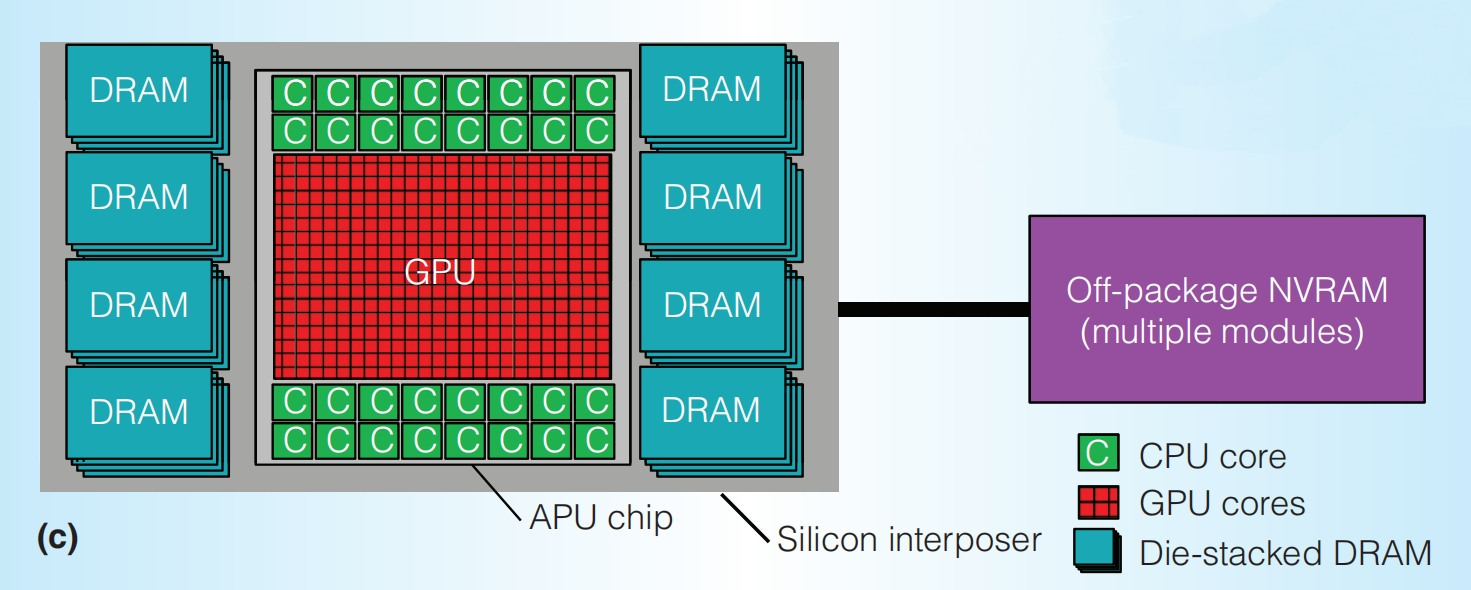 DRAM
DRAM
DRAM
DRAM
C C C C C C C C
C C C C C C C C
GPU
C C C C C C C C
C C C C C C C C
DRAM
DRAM
DRAM
DRAM
Off-package NVRAM
(multiple modules)
APU chip
Silicon interposer
(c)
C CPU core
GPU cores
Die-stacked DRAM